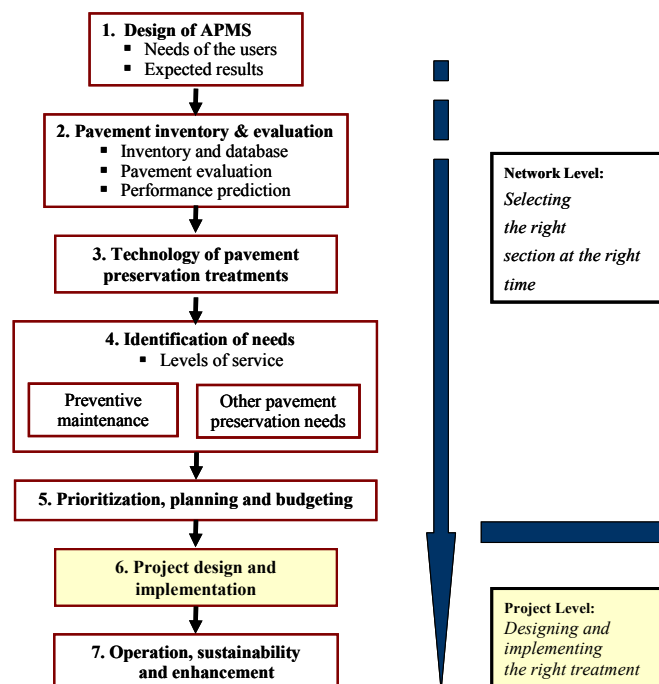 1. Design of APMS
▪ Needs of the users
▪ Expected results
2. Pavement inventory & evaluation
▪ Inventory and database
▪ Pavement evaluation
▪ Performance prediction
3. Technology of pavement
preservation treatments
4. Identification of needs
▪ Levels of service
Preventive
maintenance
Other pavement
preservation needs
5. Prioritization, planning and budgeting
6. Project design and
implementation
7. Operation, sustainability
and enhancement
Network Level:
Selecting
the right
section at the right
time
Project Level:
Designing and
implementing
the right treatment